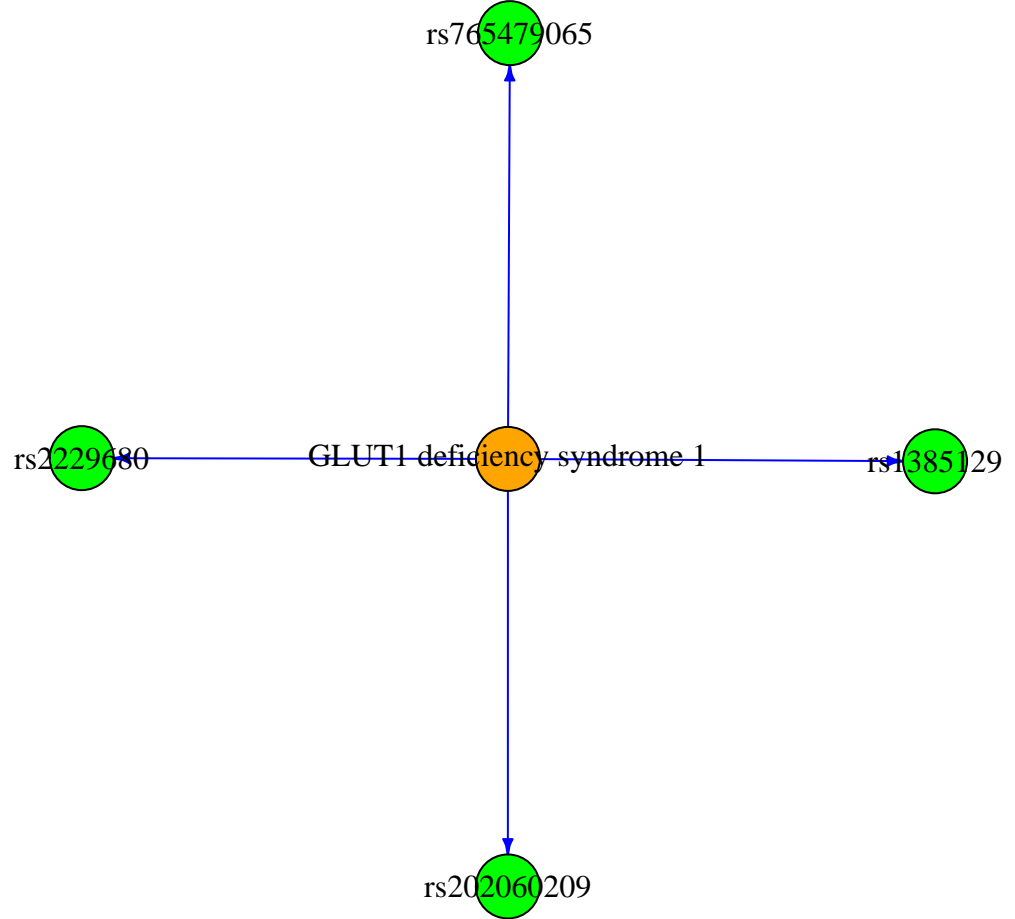 rs765479065
rs2229680
GLUT1 deficiency syndrome 1
rs1385129
rs202060209